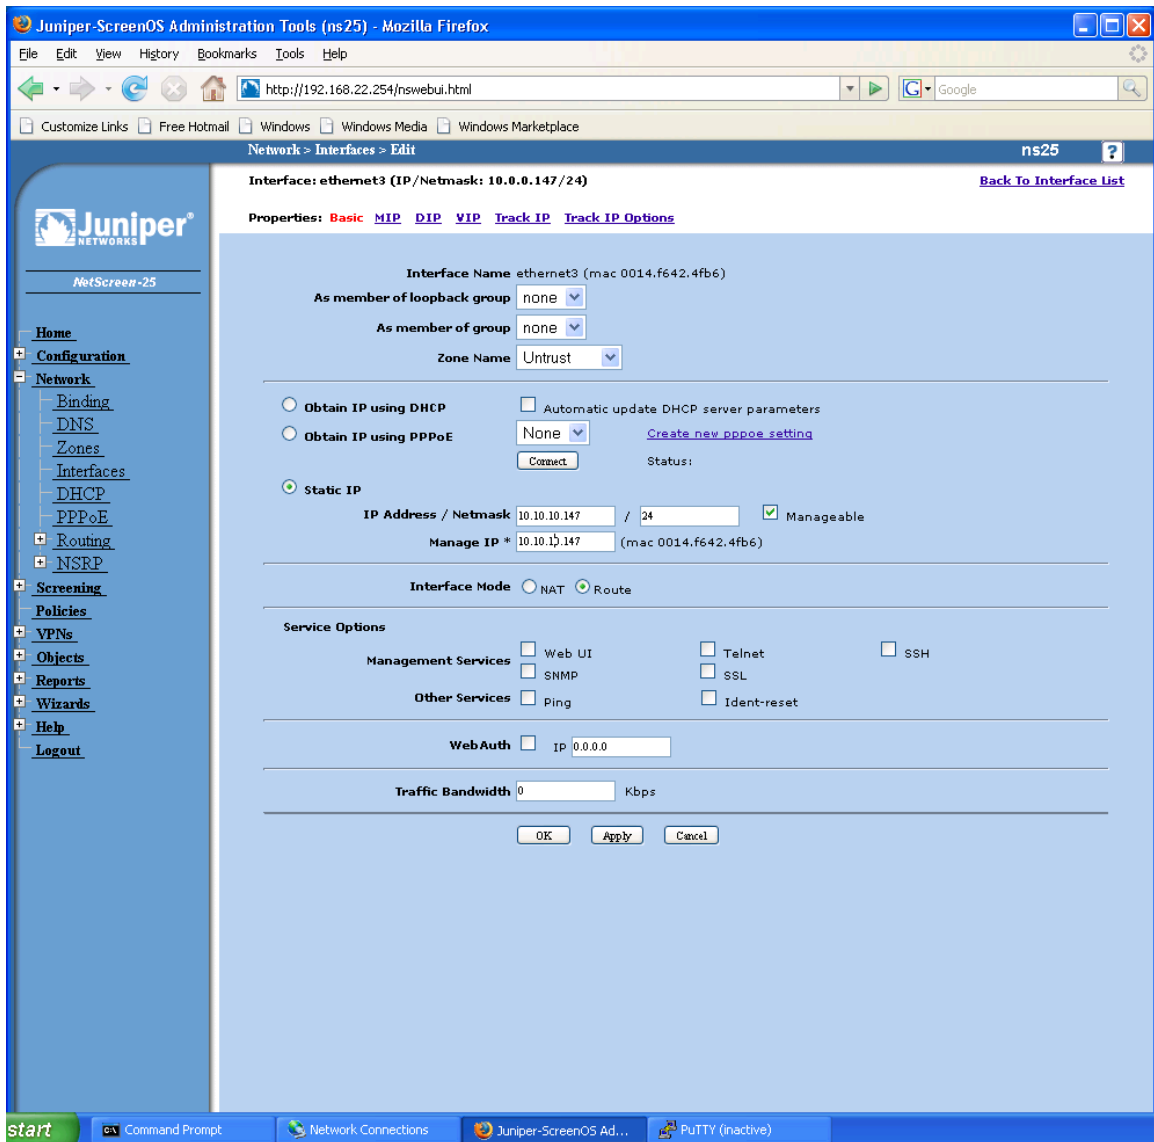 Juniper-ScreenOS Administration Tools (ns25) - Mozilla Firefox
File Edit View History Bookmarks Tools Help
http://192.168.22.254/nswebui.html
G Google
Customize Links Free Hotmail Windows Windows Media Windows Marketplace
Network > Interfaces > Edit ns25 ?
Interface: ethernet3 (IP/Netmask: 10.0.0.147/24) Back To Interface List
Properties: Basic MIP DIP VIP Track IP Track IP Options
Juniper®
NETWORKS
NetScreen-25
Home
Configuration
Network
Binding
DNS
Zones
Interfaces
DHCP
PPPoE
Routing
NSRP
Screening
Policies
VPNs
Objects
Reports
Wizards
Help
Logout
Interface Name ethernet3 (mac 0014.f642.4fb6)
As member of loopback group none
As member of group none
Zone Name Untrust
Obtain IP using DHCP Automatic update DHCP server parameters
Obtain IP using PPPoE None Create new pppoe setting
Connect Status:
Static IP
IP Address / Netmask 10.10.10.147 / 24 Manageable
Manage IP * (mac 0014.f642.4fb6)
Interface Mode NAT Route
Service Options
Management Services Web UI Telnet SSH
SNMP SSL
Other Services Ping Ident-reset
WebAuth IP 0.0.0.0
Traffic Bandwidth 0 Kbps
OK Apply Cancel
start Command Prompt Network Connections Juniper-ScreenOS Ad... PuTTY (inactive)